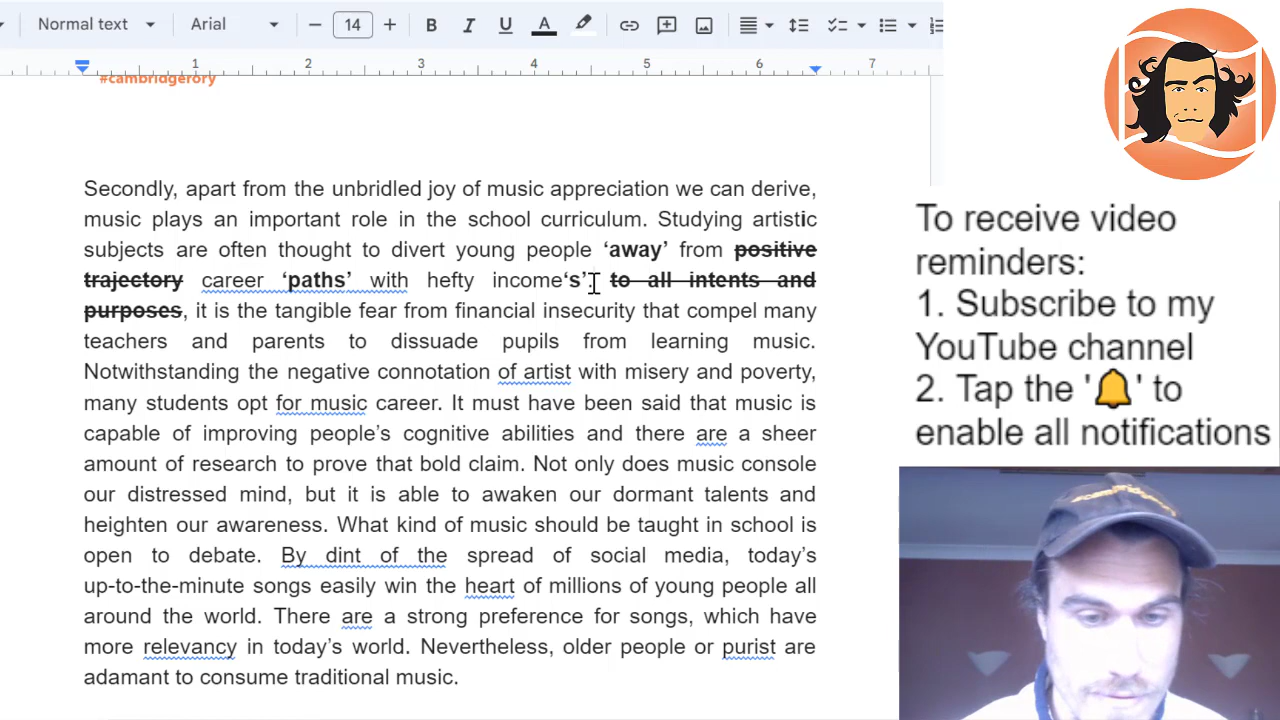 Normal text
Arial
14
B I U A
1 2 3 4 5 6 7
#cambridgerory
Secondly, apart from the unbridled joy of music appreciation we can derive,
music plays an important role in the school curriculum. Studying artistic
subjects are often thought to divert young people ‘away’ from positive
trajectory career ‘paths’ with hefty income‘s’ to all intents and
purposes, it is the tangible fear from financial insecurity that compel many
teachers and parents to dissuade pupils from learning music.
Notwithstanding the negative connotation of artist with misery and poverty,
many students opt for music career. It must have been said that music is
capable of improving people’s cognitive abilities and there are a sheer
amount of research to prove that bold claim. Not only does music console
our distressed mind, but it is able to awaken our dormant talents and
heighten our awareness. What kind of music should be taught in school is
open to debate. By dint of the spread of social media, today’s
up-to-the-minute songs easily win the heart of millions of young people all
around the world. There are a strong preference for songs, which have
more relevancy in today’s world. Nevertheless, older people or purist are
adamant to consume traditional music.
To receive video
reminders:
1. Subscribe to my
YouTube channel
2. Tap the '🔔' to
enable all notifications